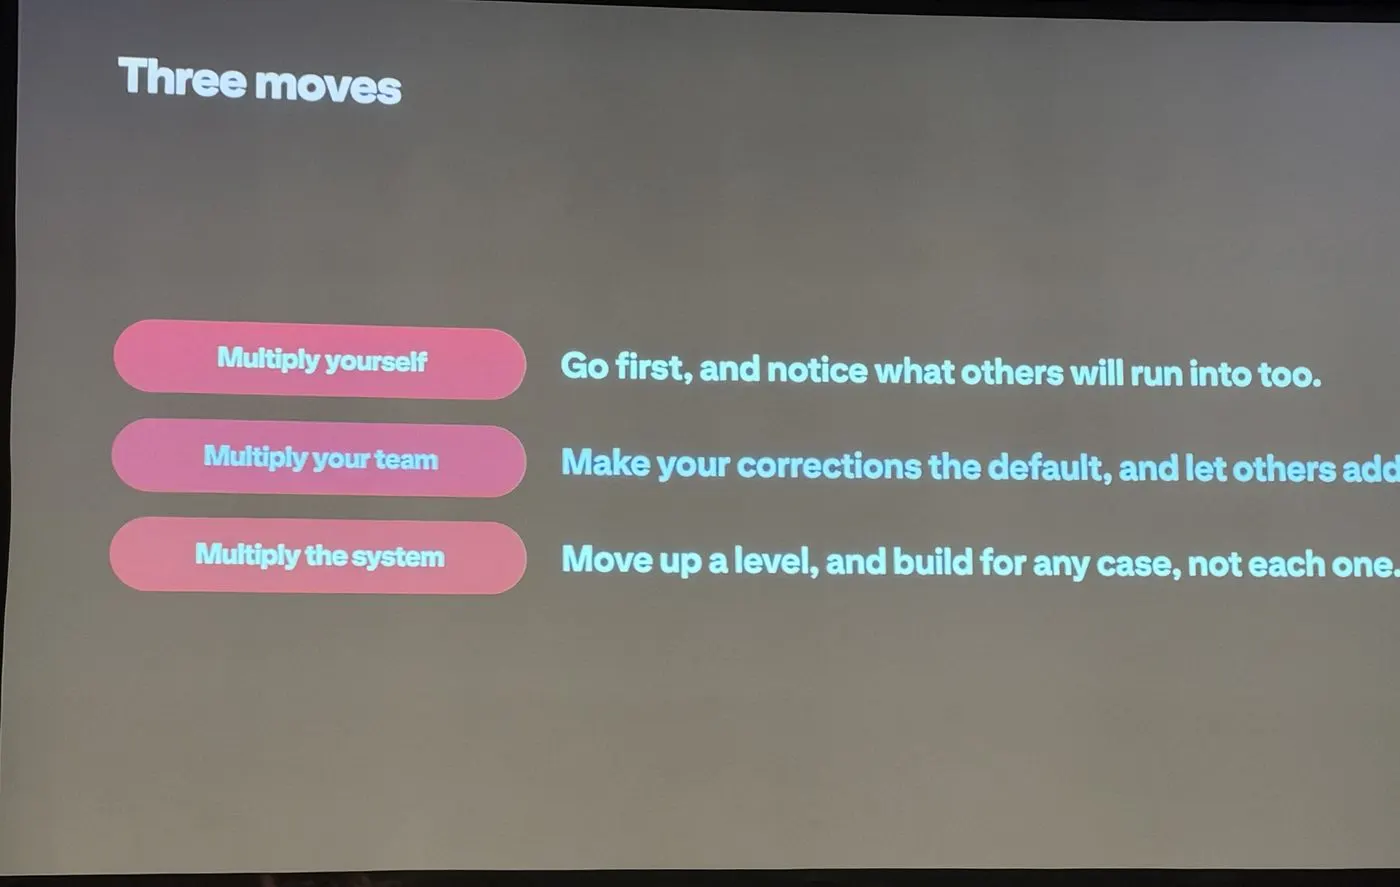 Three moves
Multiply yourself
Go first, and notice what others will run into too.
Multiply your team
Make your corrections the default, and let others add
Multiply the system
Move up a level, and build for any case, not each one.